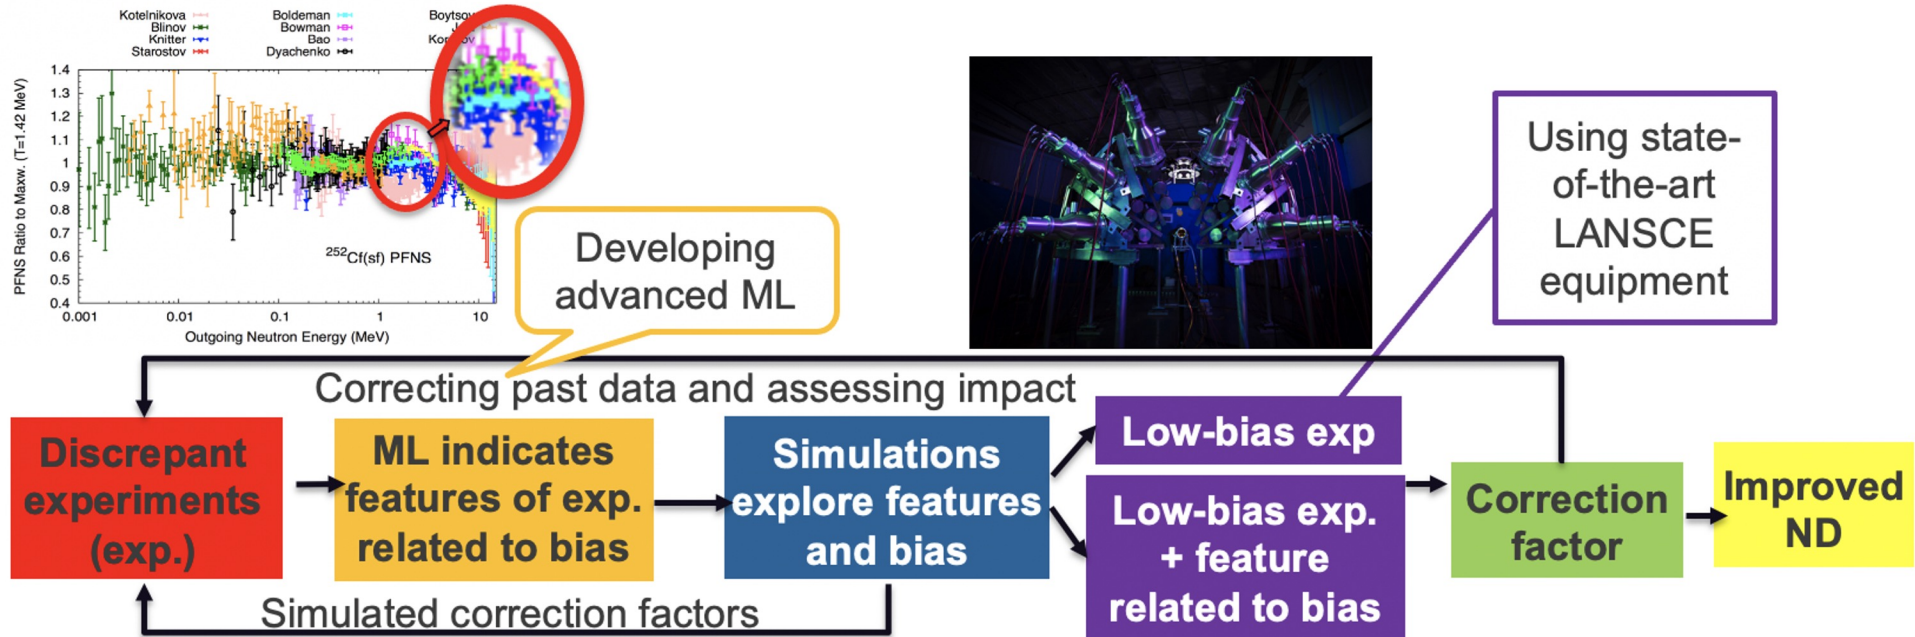 Kotelnikova
Blinov
Knitter
Starostov
Boldeman
Bowman
Bao
Dyachenko
Boytsov
PFNS Ratio to Maxw. (T=1.42 MeV)
1.4
1.3
1.2
1.1
1
0.9
0.8
0.7
0.6
0.5
0.4
252Cf(sf) PFNS
0.001
0.01
0.1
1
10
Outgoing Neutron Energy (MeV)
Developing
advanced ML
Using state-
of-the-art
LANSCE
equipment
Correcting past data and assessing impact
Discrepant
experiments
(exp.)
ML indicates
features of exp.
related to bias
Simulations
explore features
and bias
Low-bias exp
Low-bias exp.
+ feature
related to bias
Correction
factor
Improved
ND
Simulated correction factors